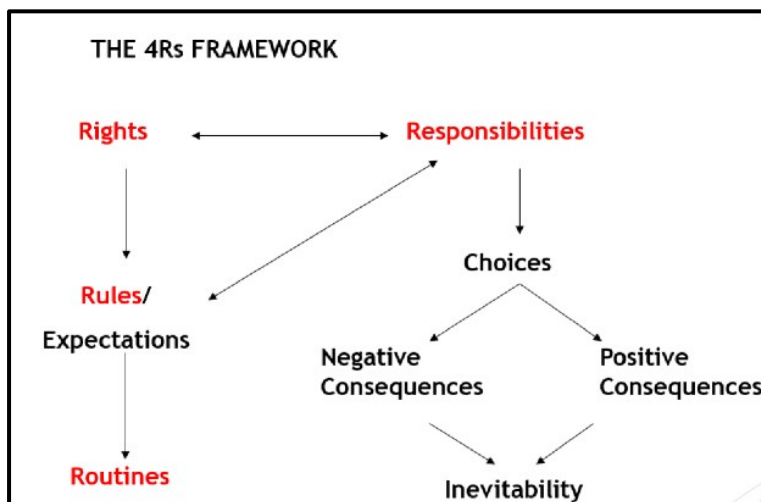 THE 4Rs FRAMEWORK
Rights
Responsibilities
Choices
Rules/
Expectations
Negative
Consequences
Positive
Consequences
Routines
Inevitability